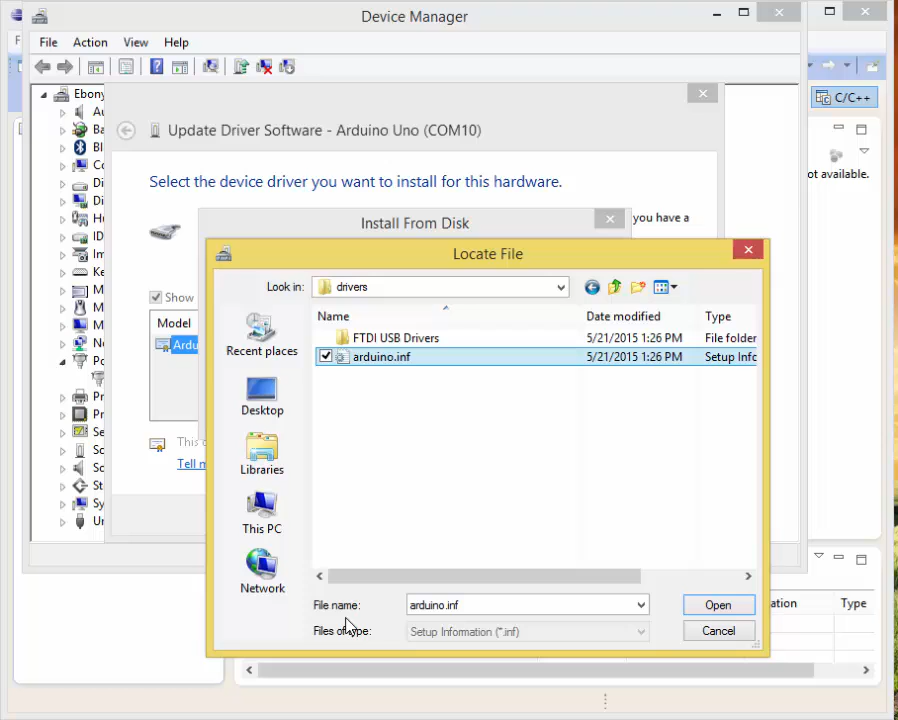 Device Manager
File Action View Help
Ebony
C/C++
Update Driver Software - Arduino Uno (COM10)
Select the device driver you want to install for this hardware.
you have a
ot available.
Install From Disk
Locate File
Look in: drivers
Show
Model
Name Date modified Type
Recent places
FTDI USB Drivers 5/21/2015 1:26 PM File folder
arduino.inf 5/21/2015 1:26 PM Setup Info
Desktop
Libraries
This PC
Network
File name: arduino.inf Open
Files of type: Setup Information (*.inf) Cancel
Type